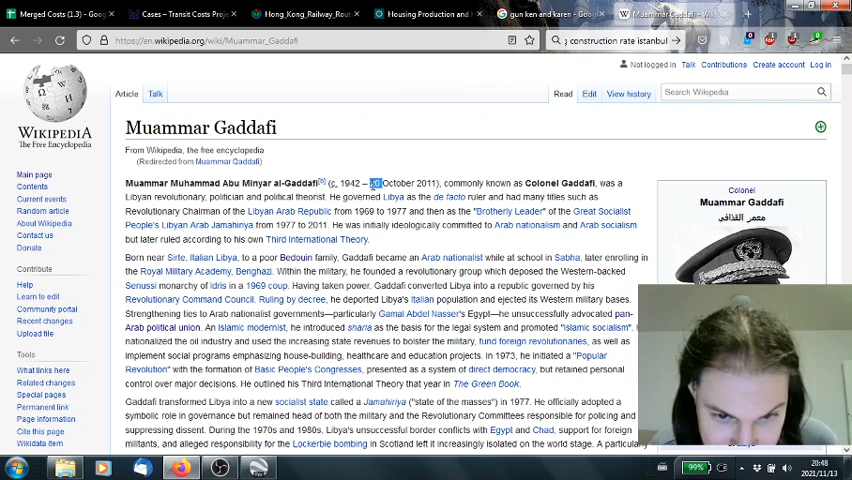 Merged Costs (1.3) - Googl
Cases – Transit Costs Proje
Hong_Kong_Railway_Rout
Housing Production and
gun ken and karen - Googl
Muammar Gaddafi - Wiki
https://en.wikipedia.org/wiki/Muammar_Gaddafi
construction rate istanbul
Not logged in Talk Contributions Create account Log in
Article Talk Read Edit View history Search Wikipedia
WIKIPEDIA
The Free Encyclopedia
Main page
Contents
Current events
Random article
About Wikipedia
Contact us
Donate
Contribute
Help
Learn to edit
Community portal
Recent changes
Upload file
Tools
What links here
Related changes
Special pages
Permanent link
Page information
Cite this page
Wikidata item
Muammar Gaddafi
From Wikipedia, the free encyclopedia
(Redirected from Muammar Qaddafi)
Muammar Muhammad Abu Minyar al-Gaddafi (c. 1942 – 20 October 2011), commonly known as Colonel Gaddafi, was a
Libyan revolutionary, politician and political theorist. He governed Libya as the de facto ruler and had many titles such as
Revolutionary Chairman of the Libyan Arab Republic from 1969 to 1977 and then as the "Brotherly Leader" of the Great Socialist
People's Libyan Arab Jamahiriya from 1977 to 2011. He was initially ideologically committed to Arab nationalism and Arab socialism
but later ruled according to his own Third International Theory.
Born near Sirte, Italian Libya, to a poor Bedouin family, Gaddafi became an Arab nationalist while at school in Sabha, later enrolling in
the Royal Military Academy, Benghazi. Within the military, he founded a revolutionary group which deposed the Western-backed
Senussi monarchy of Idris in a 1969 coup. Having taken power, Gaddafi converted Libya into a republic governed by his
Revolutionary Command Council. Ruling by decree, he deported Libya's Italian population and ejected its Western military bases.
Strengthening ties to Arab nationalist governments—particularly Gamal Abdel Nasser's Egypt—he unsuccessfully advocated pan-
Arab political union. An Islamic modernist, he introduced sharia as the basis for the legal system and promoted "Islamic socialism".
nationalized the oil industry and used the increasing state revenues to bolster the military, fund foreign revolutionaries, and
implement social programs emphasizing house-building, healthcare and education projects. In 1973, he initiated a "Popular
Revolution" with the formation of Basic People's Congresses, presented as a system of direct democracy, but retained personal
control over major decisions. He outlined his Third International Theory that year in The Green Book.
Gaddafi transformed Libya into a new socialist state called a Jamahiriya ("state of the masses") in 1977. He officially adopted a
symbolic role in governance but remained head of both the military and the Revolutionary Committees responsible for policing and
suppressing dissent. During the 1970s and 1980s, Libya's unsuccessful border conflicts with Egypt and Chad, support for foreign
militants, and alleged responsibility for the Lockerbie bombing in Scotland left it increasingly isolated on the world stage. A particularly
Colonel
Muammar Gaddafi
معمر القذافي
99%
20:48
2021/11/13